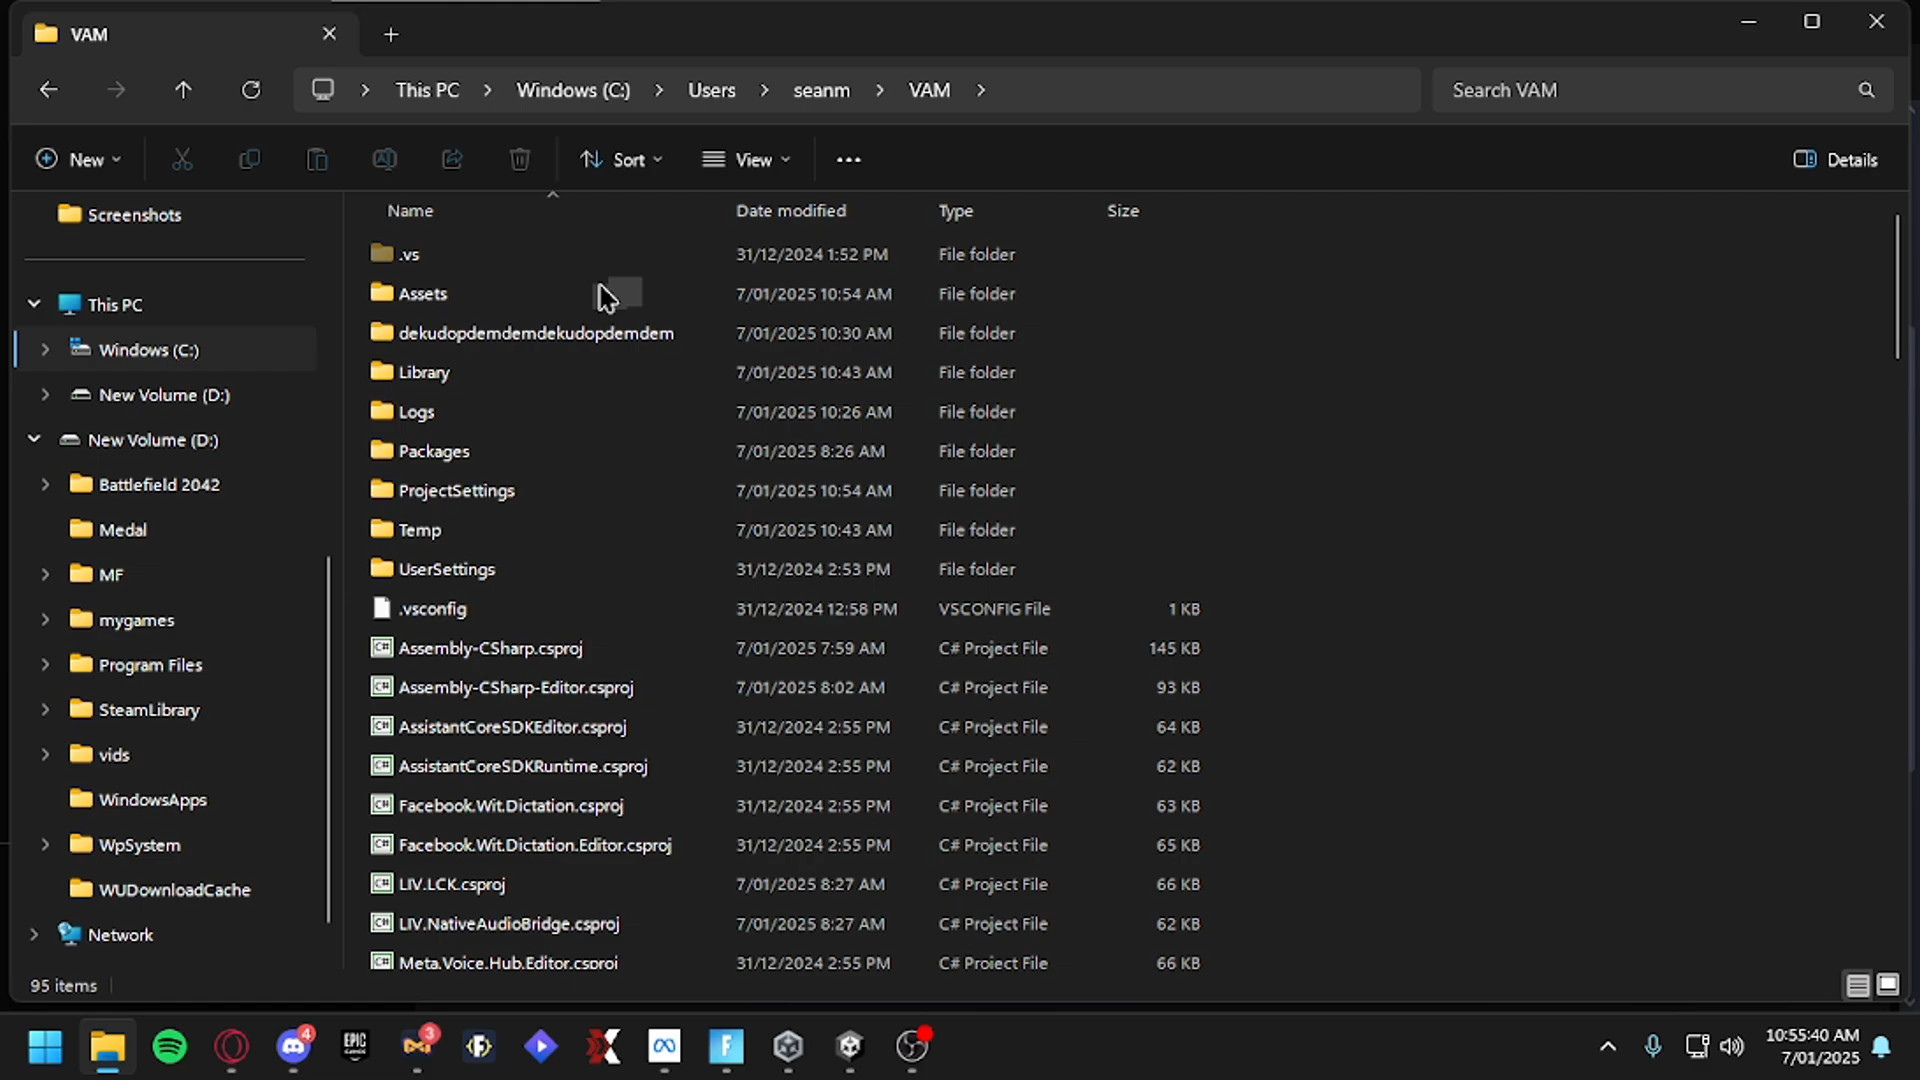 VAM
This PC
Windows (C:)
Users
seanm
VAM
Search VAM
New
Sort
View
Details
Screenshots
This PC
Windows (C:)
New Volume (D:)
New Volume (D:)
Battlefield 2042
Medal
MF
mygames
Program Files
SteamLibrary
vids
WindowsApps
WpSystem
WUDownloadCache
Network
Name Date modified Type Size
.vs 31/12/2024 1:52 PM File folder
Assets 7/01/2025 10:54 AM File folder
dekudopdemdemdekudopdemdem 7/01/2025 10:30 AM File folder
Library 7/01/2025 10:43 AM File folder
Logs 7/01/2025 10:26 AM File folder
Packages 7/01/2025 8:26 AM File folder
ProjectSettings 7/01/2025 10:54 AM File folder
Temp 7/01/2025 10:43 AM File folder
UserSettings 31/12/2024 2:53 PM File folder
.vsconfig 31/12/2024 12:58 PM VSCONFIG File 1 KB
Assembly-CSharp.csproj 7/01/2025 7:59 AM C# Project File 145 KB
Assembly-CSharp-Editor.csproj 7/01/2025 8:02 AM C# Project File 93 KB
AssistantCoreSDKEditor.csproj 31/12/2024 2:55 PM C# Project File 64 KB
AssistantCoreSDKRuntime.csproj 31/12/2024 2:55 PM C# Project File 62 KB
Facebook.Wit.Dictation.csproj 31/12/2024 2:55 PM C# Project File 63 KB
Facebook.Wit.Dictation.Editor.csproj 31/12/2024 2:55 PM C# Project File 65 KB
LIV.LCK.csproj 7/01/2025 8:27 AM C# Project File 66 KB
LIV.NativeAudioBridge.csproj 7/01/2025 8:27 AM C# Project File 62 KB
Meta.Voice.Hub.Editor.csproj 31/12/2024 2:55 PM C# Project File 66 KB
95 items
4
EPIC
GAMES
3
F
F
10:55:40 AM
7/01/2025